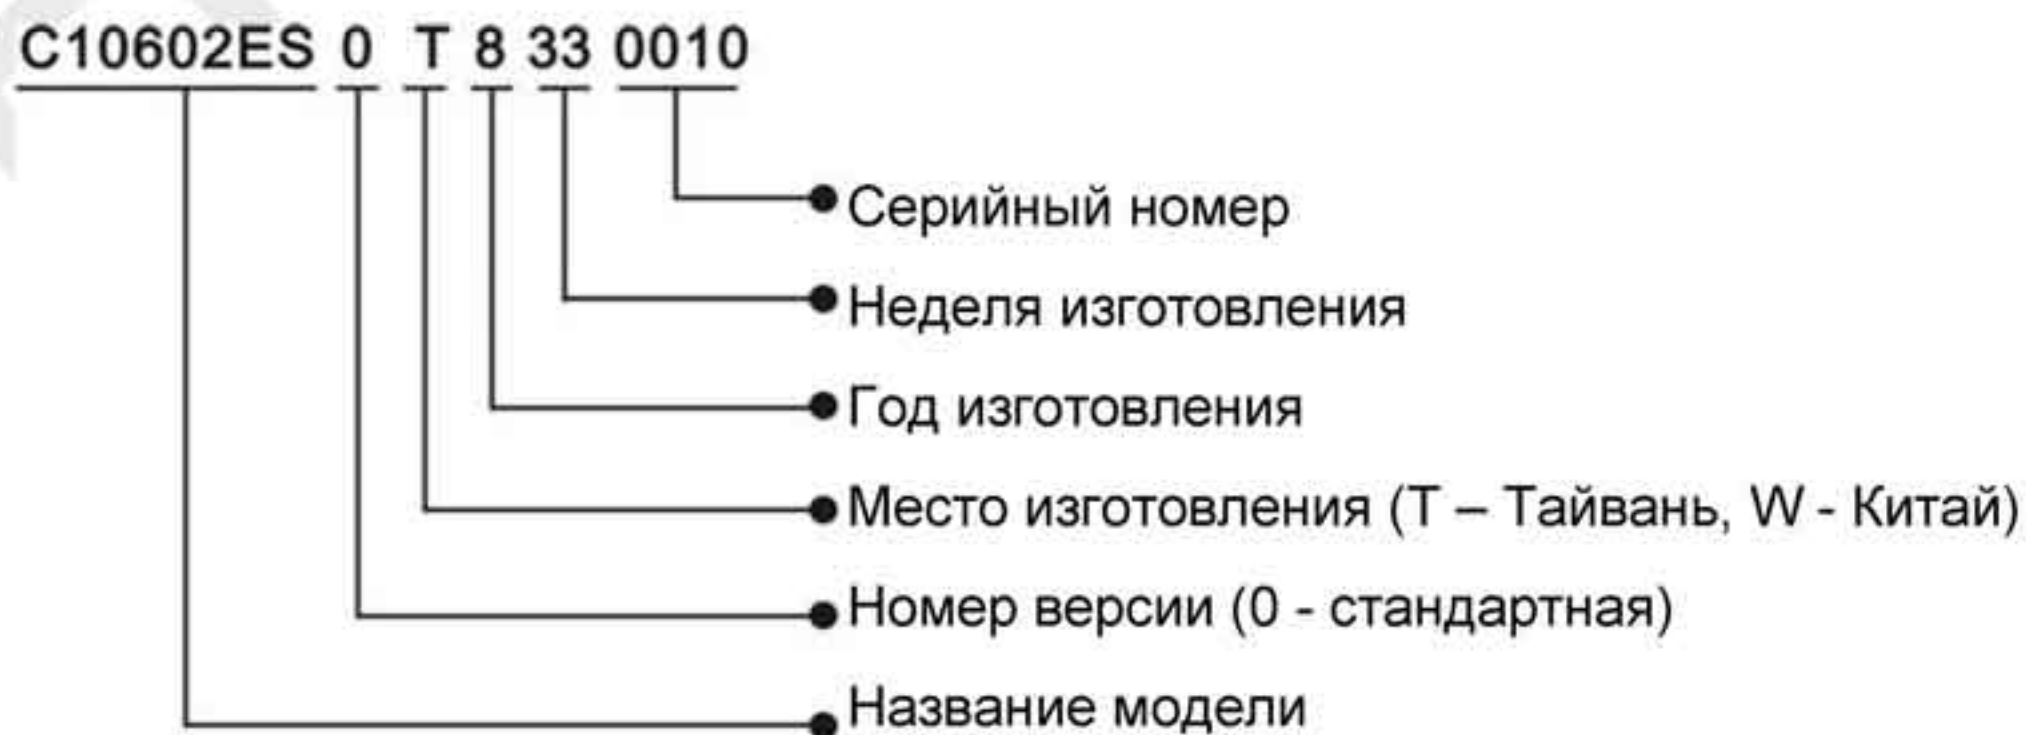 C10602ES 0 T 8 33 0010
Серийный номер
Неделя изготовления
Год изготовления
Место изготовления (T – Тайвань, W - Китай)
Номер версии (0 - стандартная)
Название модели